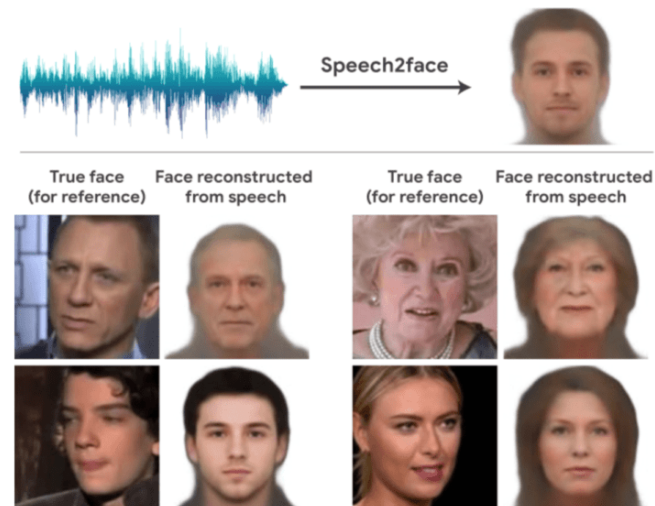 Speech2face
True face Face reconstructed
(for reference) from speech
True face Face reconstructed
(for reference) from speech